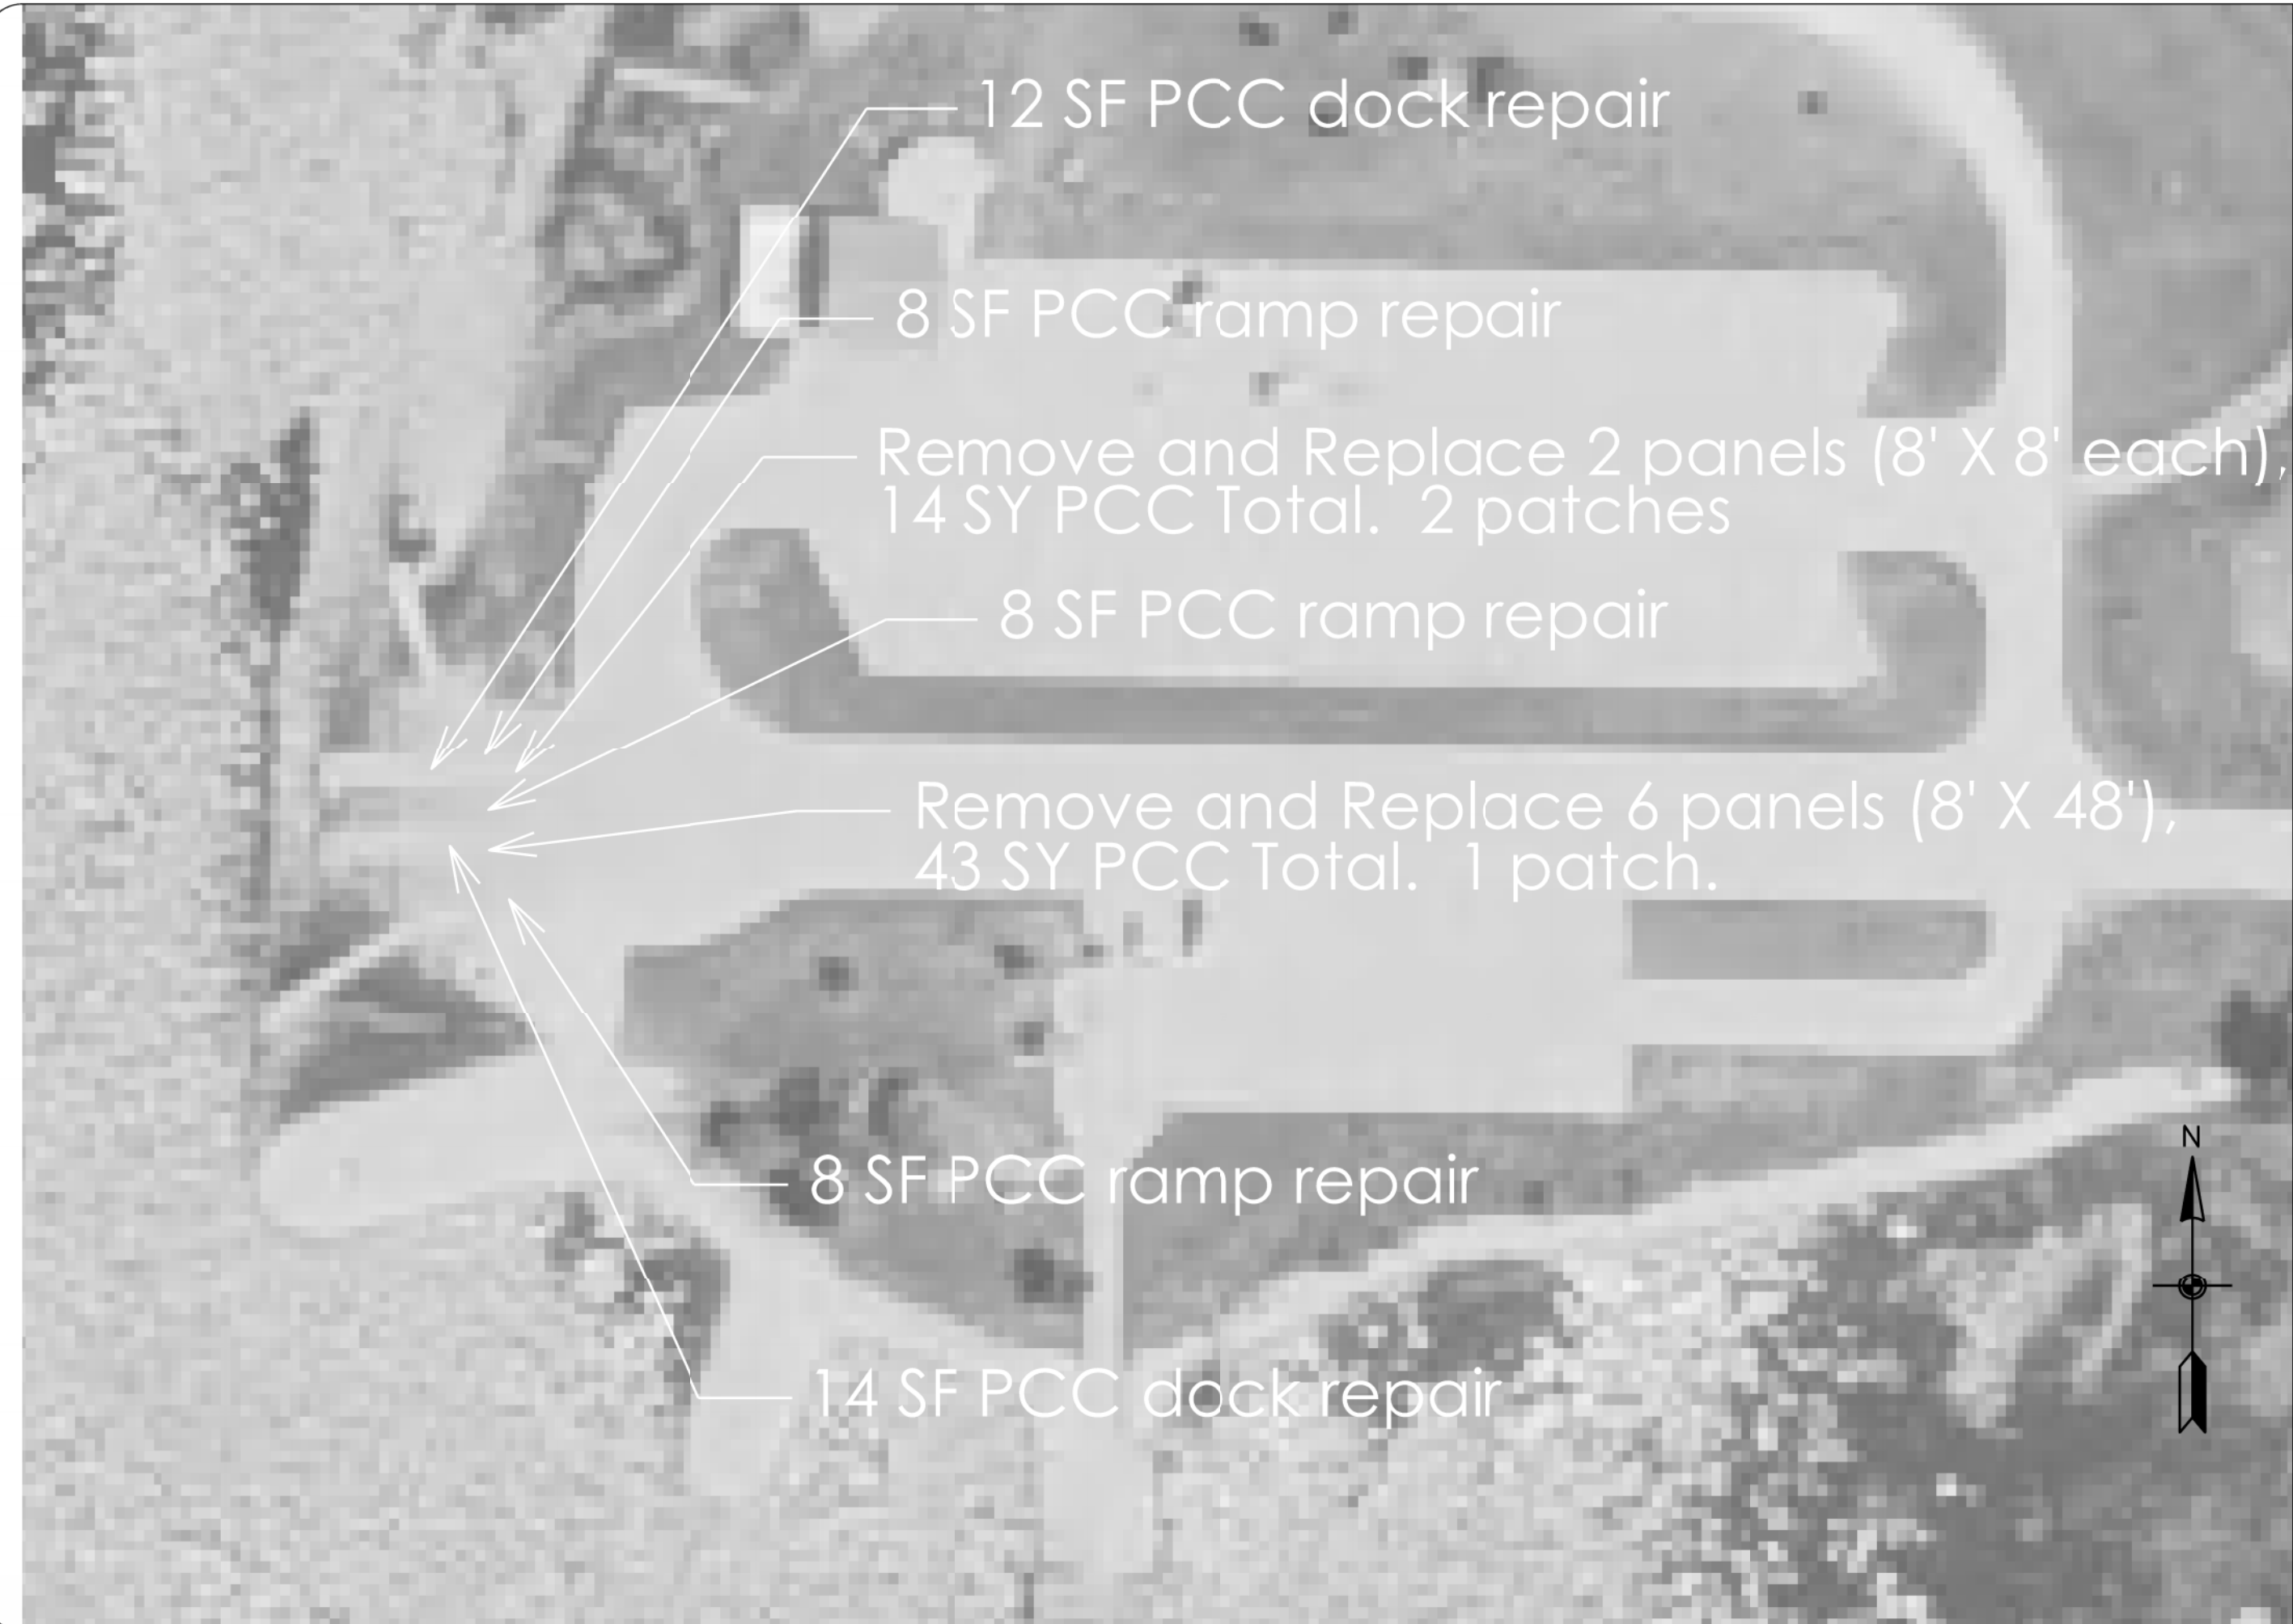 12 SF PCC dock repair
8 SF PCC ramp repair
Remove and Replace 2 panels (8' X 8' each),
14 SY PCC Total.  2 patches
8 SF PCC ramp repair
Remove and Replace 6 panels (8' X 48'),
43 SY PCC Total.  1 patch.
N
8 SF PCC ramp repair
14 SF PCC dock repair